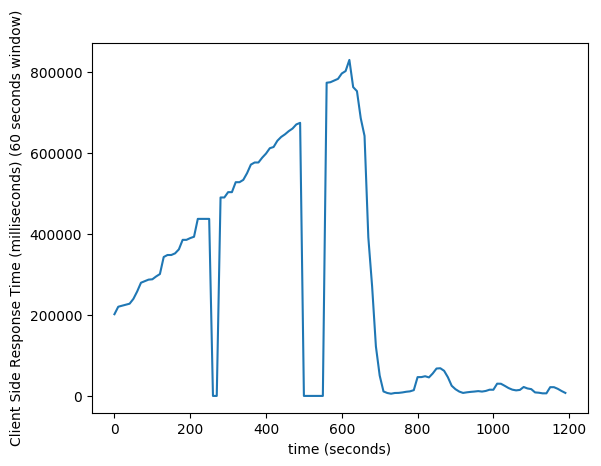 Client Side Response Time (milliseconds) (60 seconds window)
800000
600000
400000
200000
0
0 200 400 600 800 1000 1200
time (seconds)